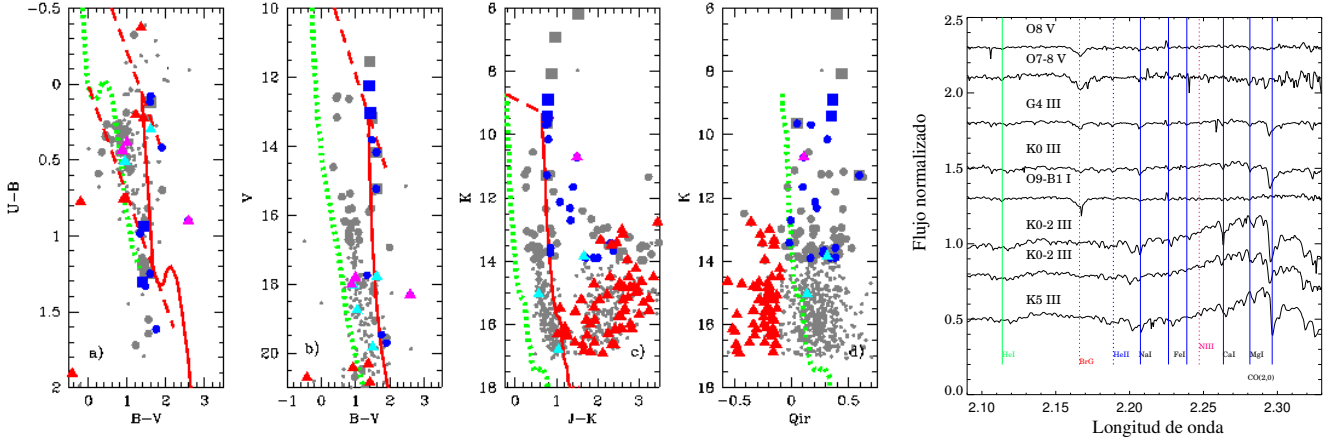 -0.5
0
0.5
1
1.5
2
U-B
0
1
2
3
B-V
a)
10
12
14
16
18
20
V
-1
0
1
2
3
B-V
b)
6
8
10
12
14
16
18
K
0
1
2
3
J-K
c)
6
8
10
12
14
16
18
K
-0.5
0
0.5
Qir
d)
2.5
2.0
1.5
1.0
0.5
0.0
Flujo normalizado
O8 V
O7-8 V
G4 III
K0 III
O9-B1 I
K0-2 III
K0-2 III
K5 III
HeI
BrG
HeII
NaI
FeI
NIII
CaI
MgI
CO(2,0)
2.10
2.15
2.20
2.25
2.30
Longitud de onda